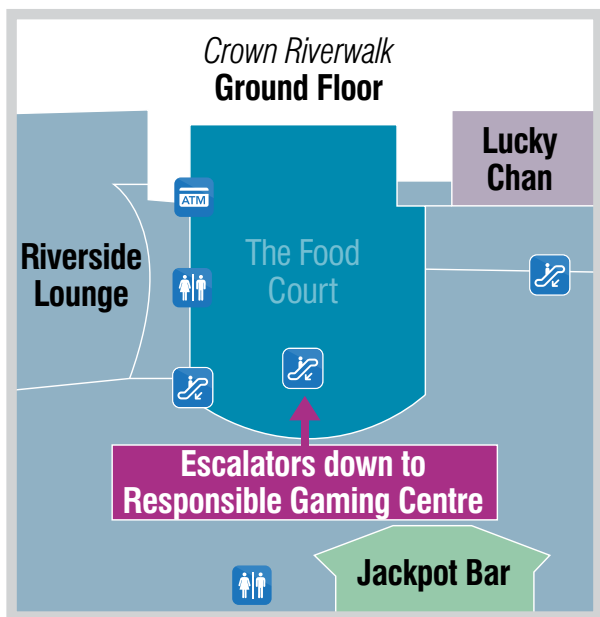 Crown Riverwalk
Ground Floor
Lucky
Chan
ATM
Riverside
Lounge
The Food
Court
Escalators down to
Responsible Gaming Centre
Jackpot Bar